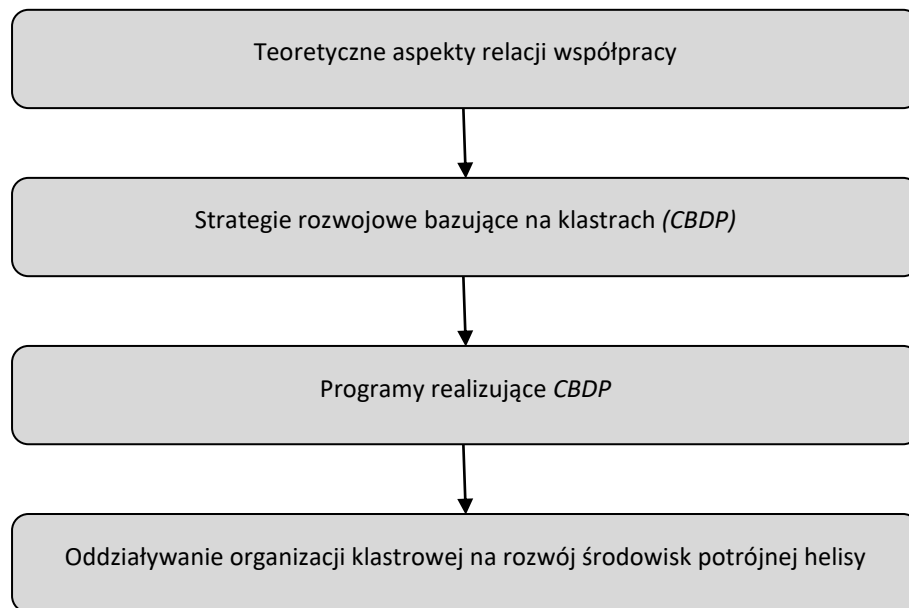 Teoretyczne aspekty relacji współpracy
Strategie rozwojowe bazujące na klastrach (CBDP)
Programy realizujące CBDP
Oddziaływanie organizacji klastrowej na rozwój środowisk potrójnej helisy